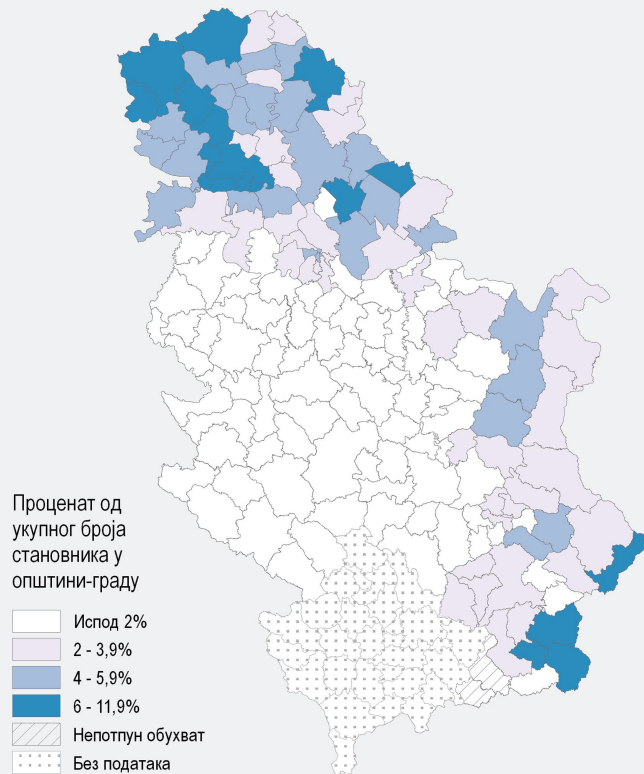 Проценат од
укупног броја
становника у
општини-граду
Испод 2%
2 - 3,9%
4 - 5,9%
6 - 11,9%
Непотпун обухват
Без података